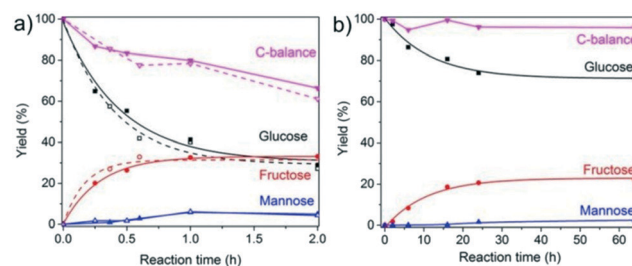 a)
100
80
60
40
20
0
Yield (%)
C-balance
Glucose
Fructose
Mannose
0.0 0.5 1.0 1.5 2.0
Reaction time (h)
b)
100
80
60
40
20
0
Yield (%)
C-balance
Glucose
Fructose
Mannose
0 10 20 30 40 50 60
Reaction time (h)